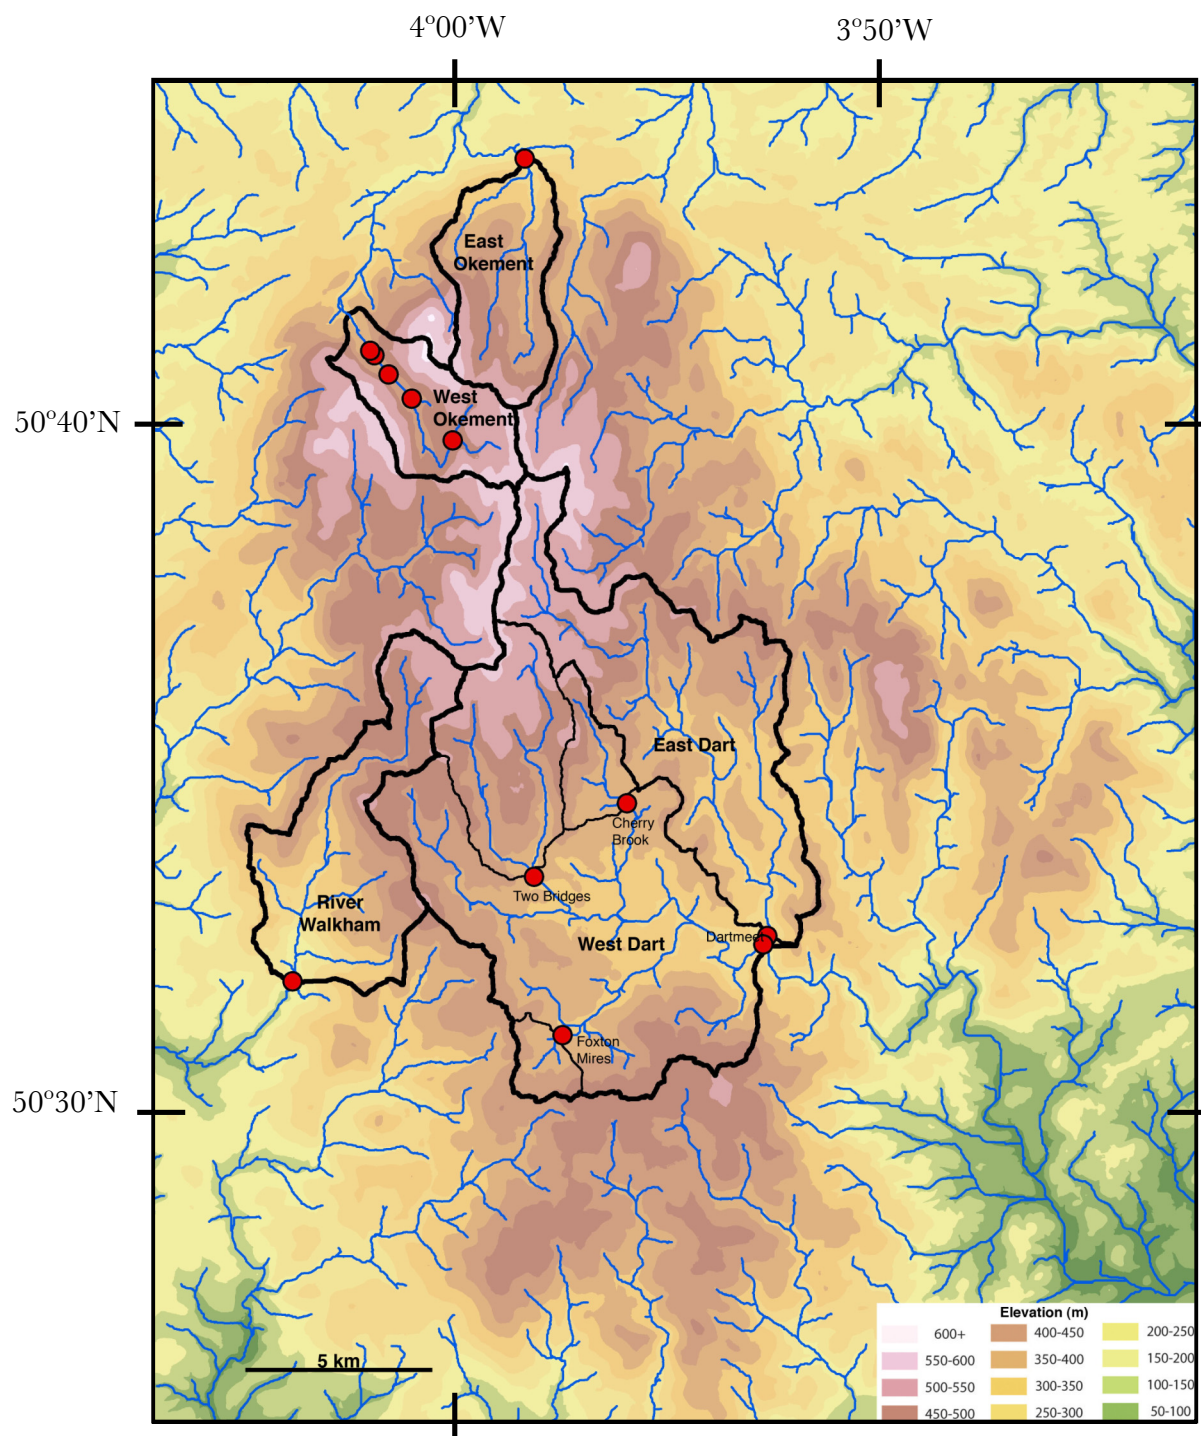 4°00'W
3°50'W
East
Okement
50°40'N
West
Okement
East Dart
Cherry
Brook
Two Bridges
River
Walkham
West Dart
Dartmeet
Foxton
Mires
50°30'N
5 km
Elevation (m)
600+
400-450
200-250
550-600
350-400
150-200
500-550
300-350
100-150
450-500
250-300
50-100